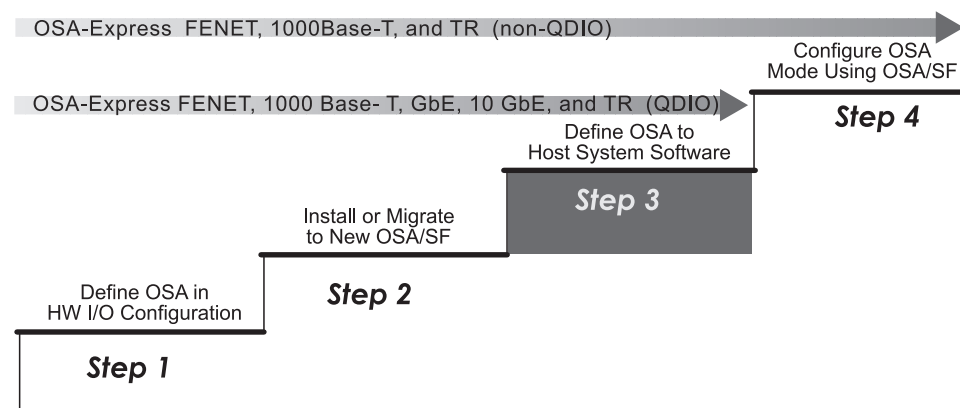 OSA-Express FENET, 1000Base-T, and TR (non-QDIO)
Configure OSA
Mode Using OSA/SF
Step 4
OSA-Express FENET, 1000 Base- T, GbE, 10 GbE, and TR (QDIO)
Define OSA to
Host System Software
Step 3
Install or Migrate
to New OSA/SF
Step 2
Define OSA in
HW I/O Configuration
Step 1